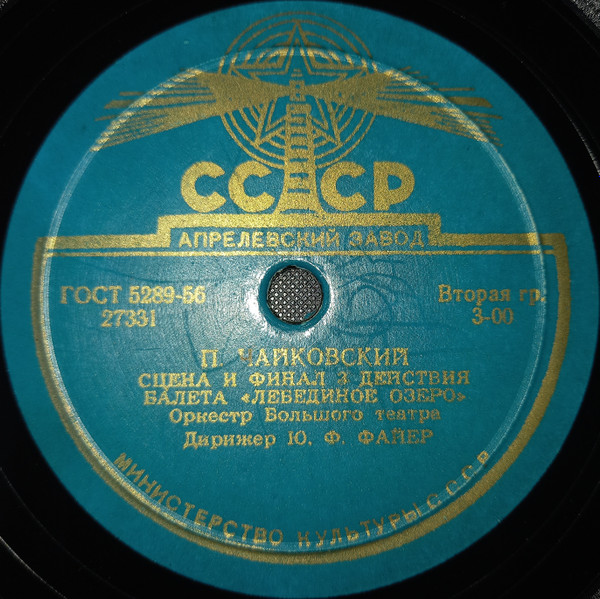 СССР
АПРЕЛЕВСКИЙ ЗАВОД
ГОСТ 5289-56
27331
Вторая гр.
3-00
П. ЧАЙКОВСКИЙ
СЦЕНА И ФИНАЛ 3 ДЕЙСТВИЯ
БАЛЕТА «ЛЕБЕДИНОЕ ОЗЕРО»
Оркестр Большого театра
Дирижер Ю. Ф. ФАЙЕР
МИНИСТЕРСТВО КУЛЬТУРЫ СССР